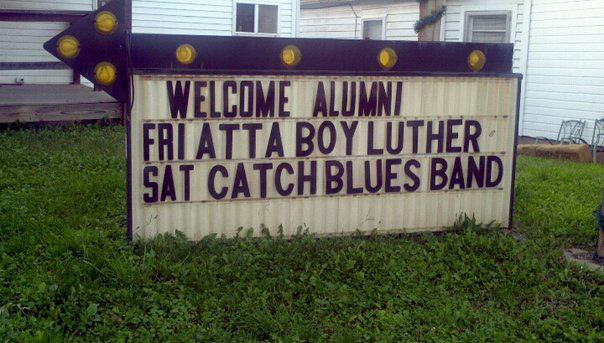 WELCOME ALUMNI
FRI ATTA BOY LUTHER
SAT CATCH BLUES BAND